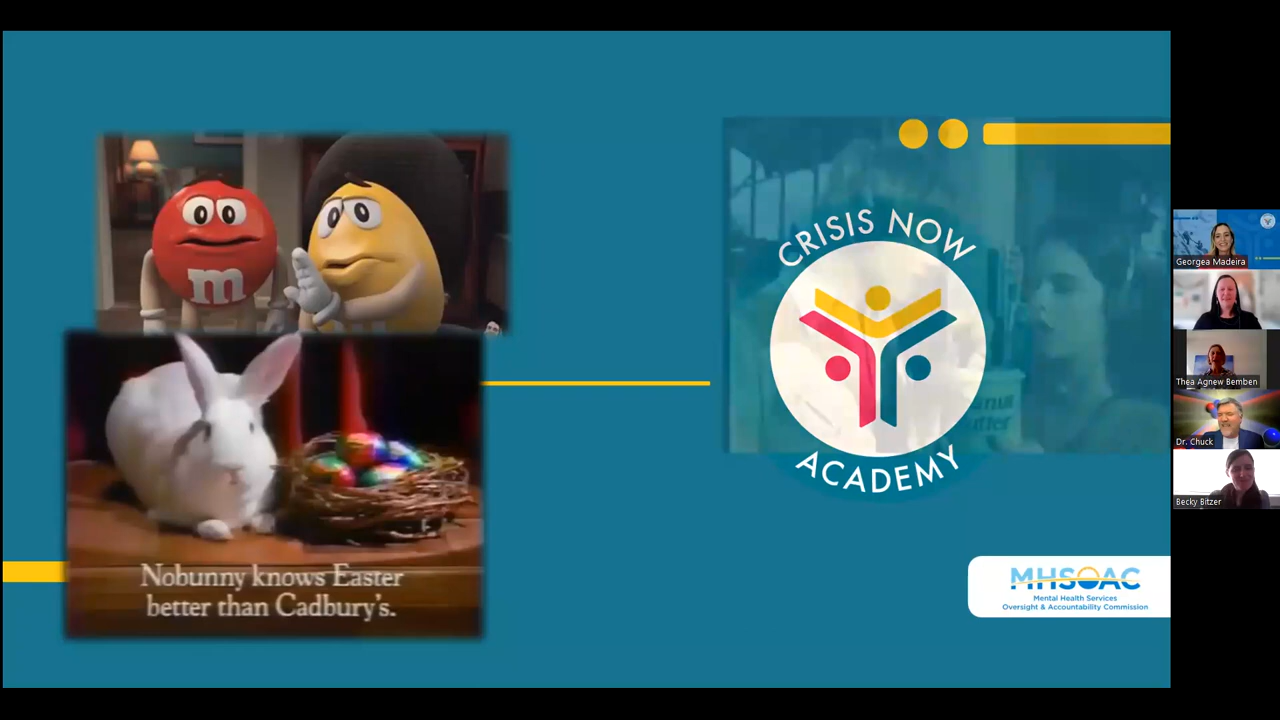 m
Nobunny knows Easter
better than Cadbury's.
CRISIS NOW
ACADEMY
MHSOAC
Mental Health Services
Oversight & Accountability Commission
Georgea Madeira
Thea Agnew Bemben
Dr. Chuck
Becky Bitzer